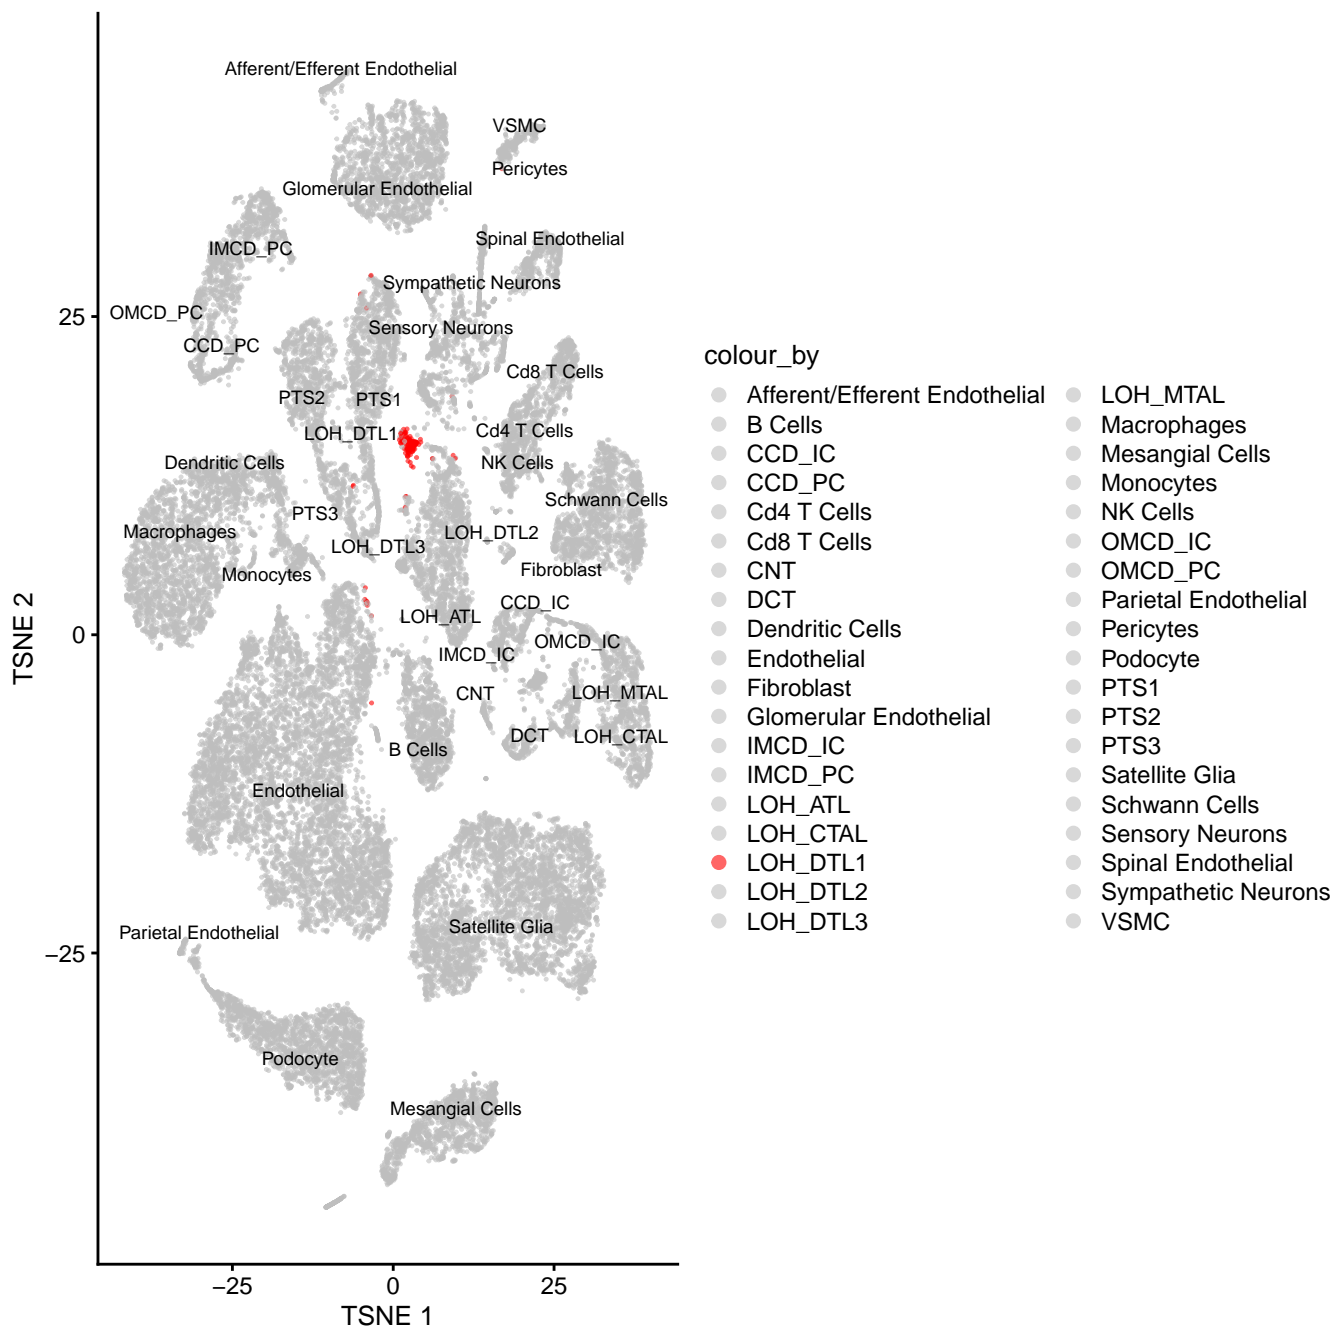 Afferent/Efferent Endothelial
VSMC
Pericytes
Glomerular Endothelial
Spinal Endothelial
IMCD_PC
Sympathetic Neurons
OMCD_PC
25
Sensory Neurons
CCD_PC
Cd8 T Cells
PTS2
PTS1
LOH_DTL1
Cd4 T Cells
Dendritic Cells
NK Cells
Schwann Cells
PTS3
Macrophages
LOH_DTL2
LOH_DTL3
Monocytes
Fibroblast
CCD_IC
LOH_ATL
0
OMCD_IC
IMCD_IC
CNT
LOH_MTAL
DCT
LOH_CTAL
B Cells
Endothelial
Satellite Glia
Parietal Endothelial
−25
Podocyte
Mesangial Cells
TSNE 2
−25
0
25
TSNE 1
colour_by
Afferent/Efferent Endothelial
B Cells
CCD_IC
CCD_PC
Cd4 T Cells
Cd8 T Cells
CNT
DCT
Dendritic Cells
Endothelial
Fibroblast
Glomerular Endothelial
IMCD_IC
IMCD_PC
LOH_ATL
LOH_CTAL
LOH_DTL1
LOH_DTL2
LOH_DTL3
LOH_MTAL
Macrophages
Mesangial Cells
Monocytes
NK Cells
OMCD_IC
OMCD_PC
Parietal Endothelial
Pericytes
Podocyte
PTS1
PTS2
PTS3
Satellite Glia
Schwann Cells
Sensory Neurons
Spinal Endothelial
Sympathetic Neurons
VSMC